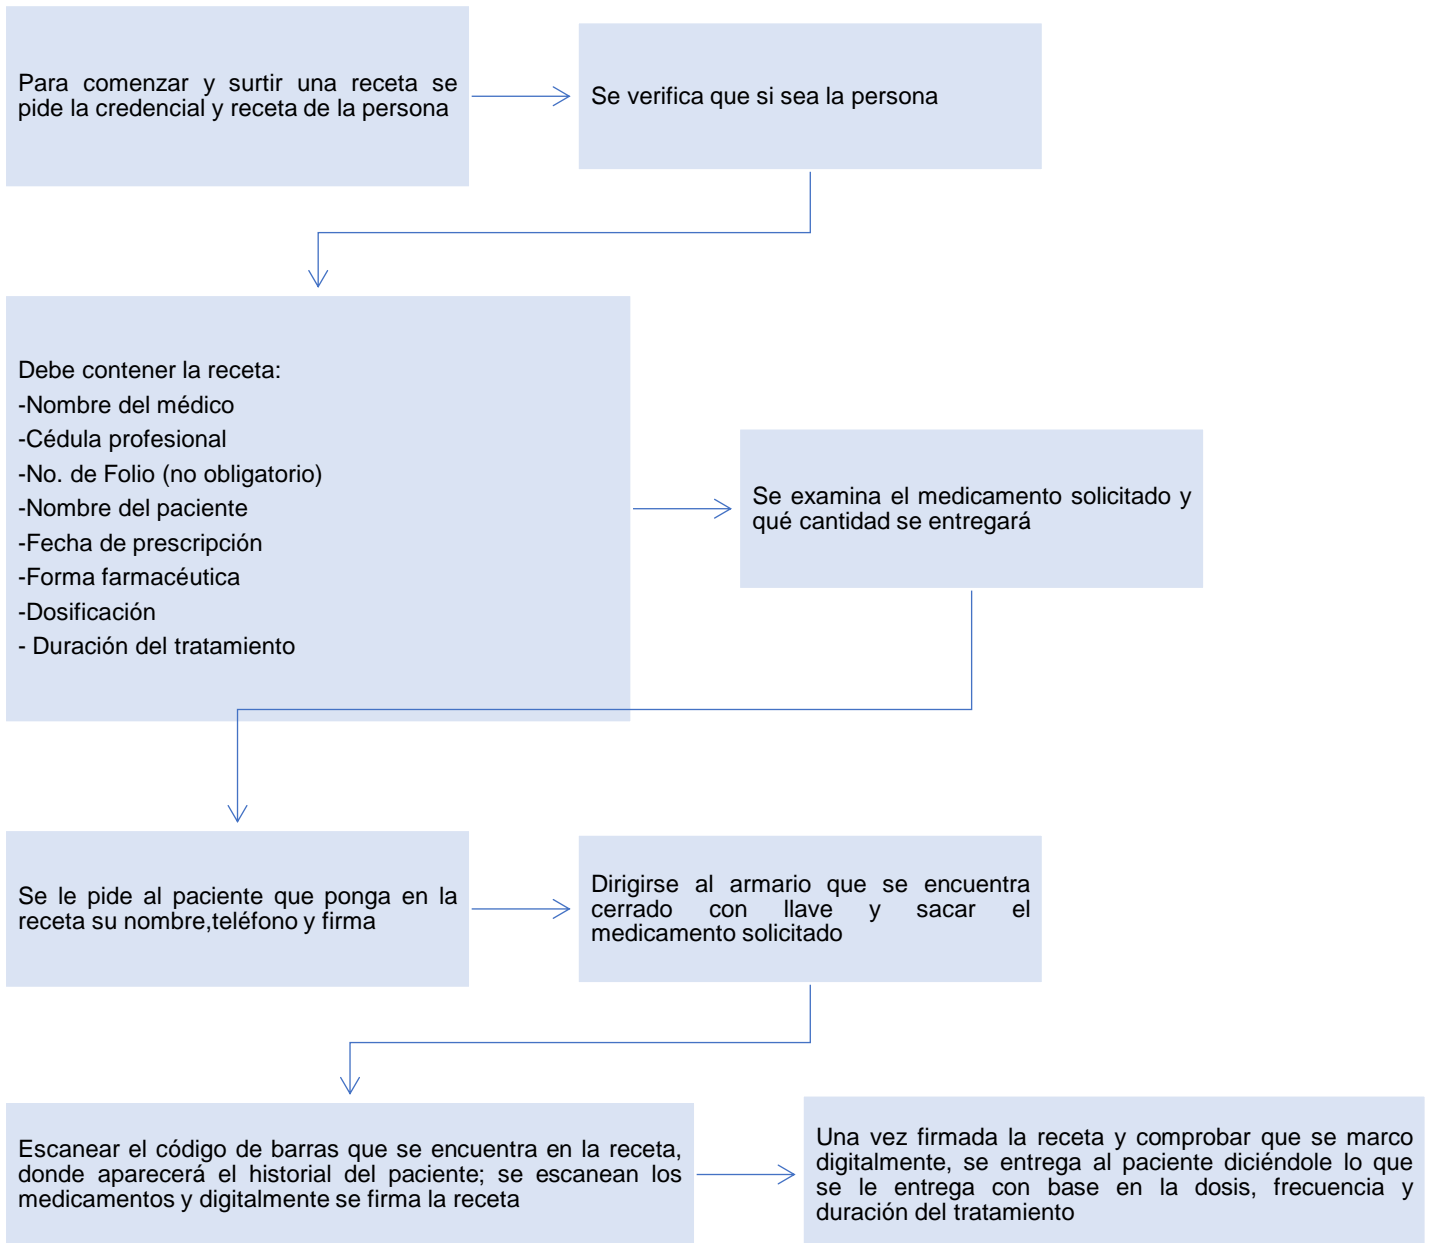 Para comenzar y surtir una receta se
pide la credencial y receta de la persona
Se verifica que si sea la persona
Debe contener la receta:
-Nombre del médico
-Cédula profesional
-No. de Folio (no obligatorio)
-Nombre del paciente
-Fecha de prescripción
-Forma farmacéutica
-Dosificación
- Duración del tratamiento
Se examina el medicamento solicitado y
qué cantidad se entregará
Se le pide al paciente que ponga en la
receta su nombre,teléfono y firma
Dirigirse al armario que se encuentra
cerrado con llave y sacar el
medicamento solicitado
Escanear el código de barras que se encuentra en la receta,
donde aparecerá el historial del paciente; se escanean los
medicamentos y digitalmente se firma la receta
Una vez firmada la receta y comprobar que se marco
digitalmente, se entrega al paciente diciéndole lo que
se le entrega con base en la dosis, frecuencia y
duración del tratamiento